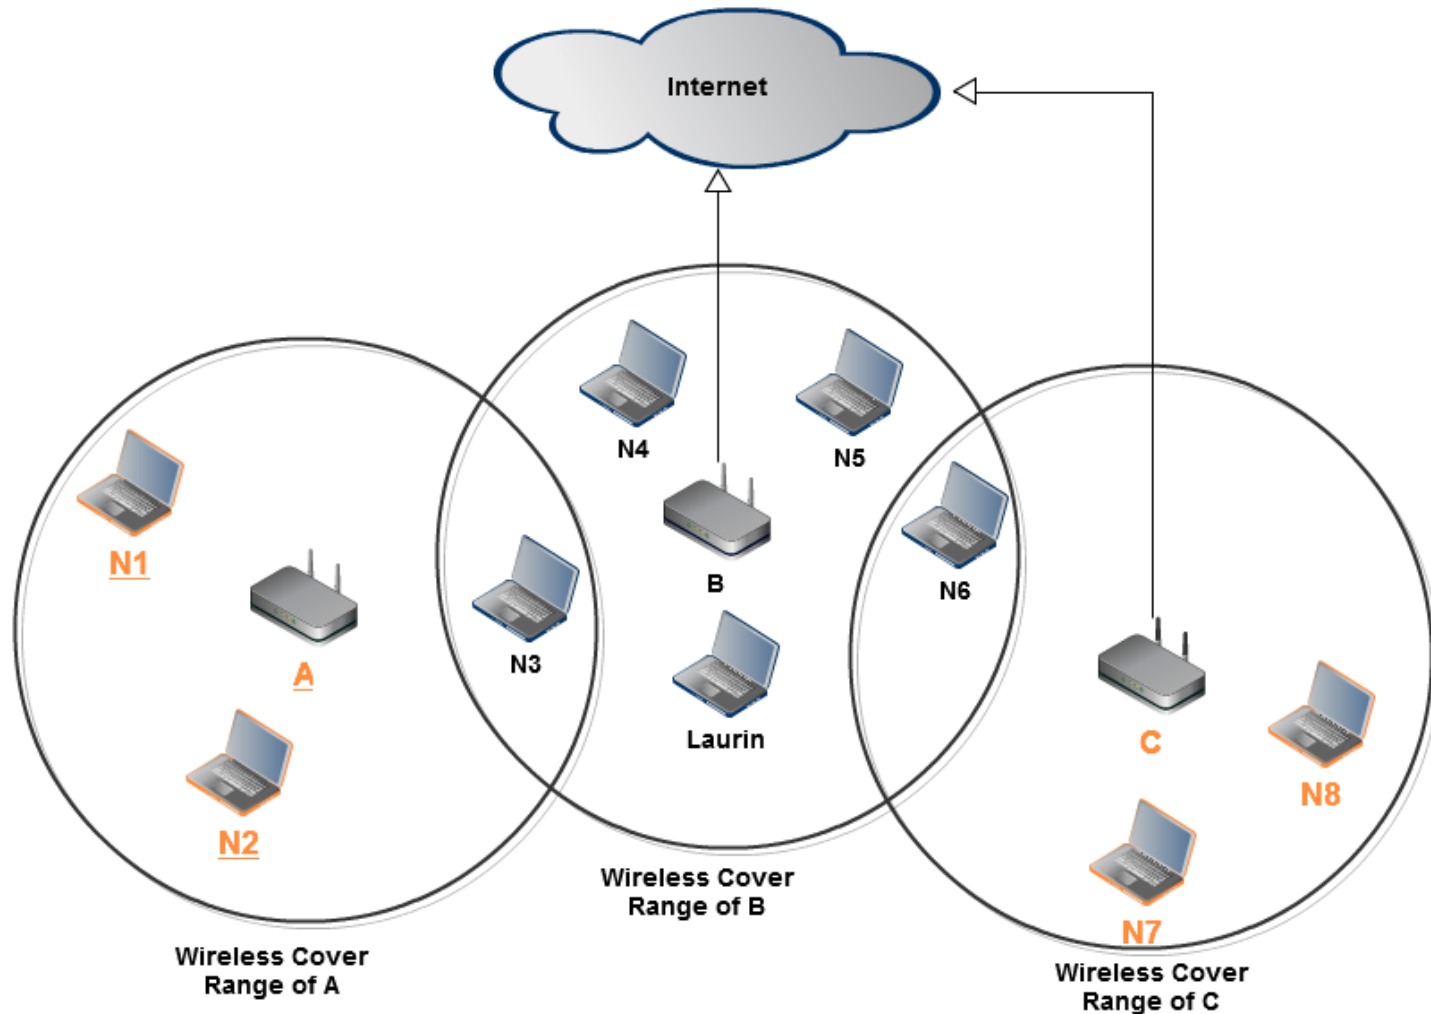 Internet
N4
N5
N1
B
N6
A
N3
Laurin
C
N2
N8
N7
Wireless Cover
Range of B
Wireless Cover
Range of A
Wireless Cover
Range of C